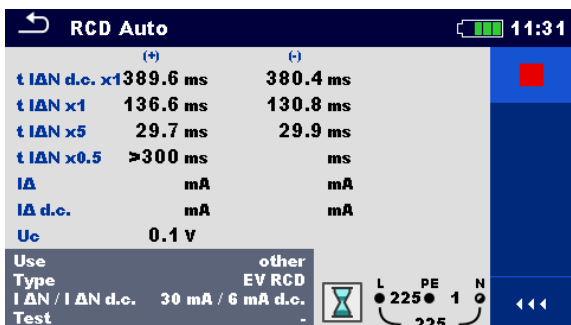 RCD Auto 11:31
(+) (-)
t IΔN d.c. x1 389.6 ms 380.4 ms
t IΔN x1 136.6 ms 130.8 ms
t IΔN x5 29.7 ms 29.9 ms
t IΔN x0.5 >300 ms ms
IΔ mA mA
IΔ d.c. mA mA
Uc 0.1 V
Use other
Type EV RCD
I ΔN / I ΔN d.c. 30 mA / 6 mA d.c.
Test -
L PE N
225 1
225